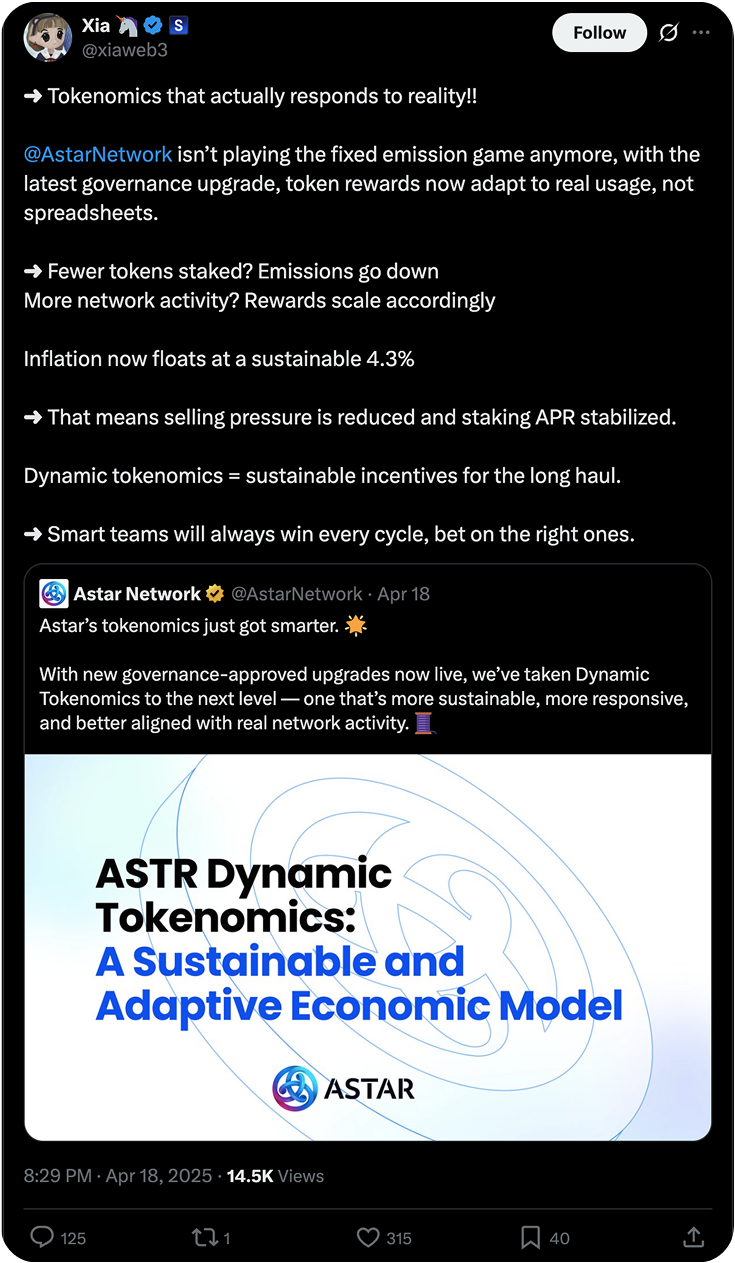 Xia 🦄 S
@xiaweb3
Follow
➜ Tokenomics that actually responds to reality!!
@AstarNetwork isn’t playing the fixed emission game anymore, with the
latest governance upgrade, token rewards now adapt to real usage, not
spreadsheets.
➜ Fewer tokens staked? Emissions go down
More network activity? Rewards scale accordingly
Inflation now floats at a sustainable 4.3%
➜ That means selling pressure is reduced and staking APR stabilized.
Dynamic tokenomics = sustainable incentives for the long haul.
➜ Smart teams will always win every cycle, bet on the right ones.
Astar Network @AstarNetwork · Apr 18
Astar’s tokenomics just got smarter. 🌟
With new governance-approved upgrades now live, we’ve taken Dynamic
Tokenomics to the next level — one that’s more sustainable, more responsive,
and better aligned with real network activity. 🧵
ASTR Dynamic
Tokenomics:
A Sustainable and
Adaptive Economic Model
ASTAR
8:29 PM · Apr 18, 2025 · 14.5K Views
125 1 315 40